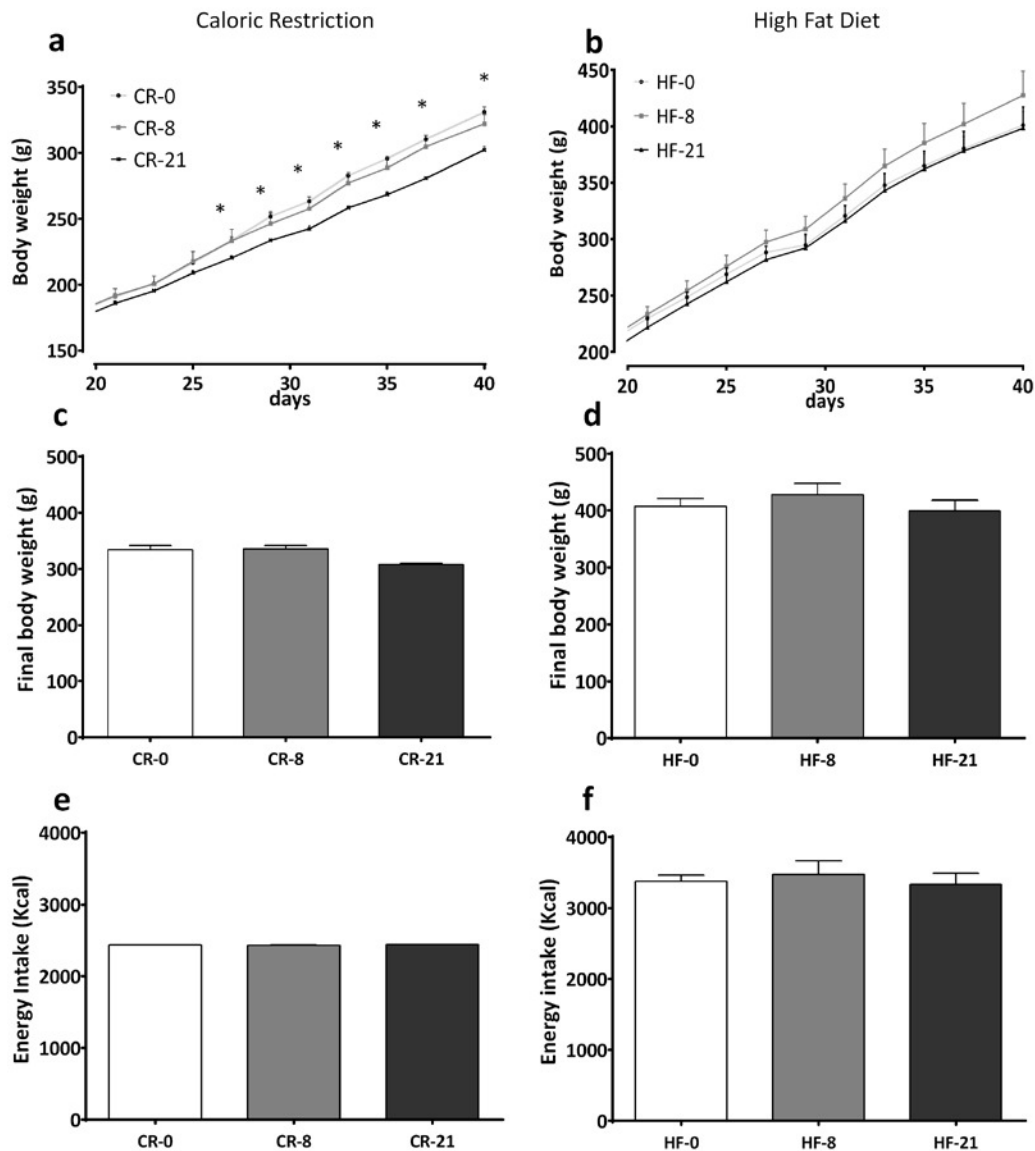 Caloric Restriction
High Fat Diet
a
Body weight (g)
350
300
250
200
150
CR-0
CR-8
CR-21
*
*
*
*
*
*
*
20
25
30
35
40
days
b
Body weight (g)
450
400
350
300
250
200
HF-0
HF-8
HF-21
20
25
30
35
40
days
c
Final body weight (g)
500
400
300
200
100
0
CR-0
CR-8
CR-21
d
Final body weight (g)
500
400
300
200
100
0
HF-0
HF-8
HF-21
e
Energy Intake (Kcal)
4000
3000
2000
1000
0
CR-0
CR-8
CR-21
f
Energy intake (Kcal)
4000
3000
2000
1000
0
HF-0
HF-8
HF-21